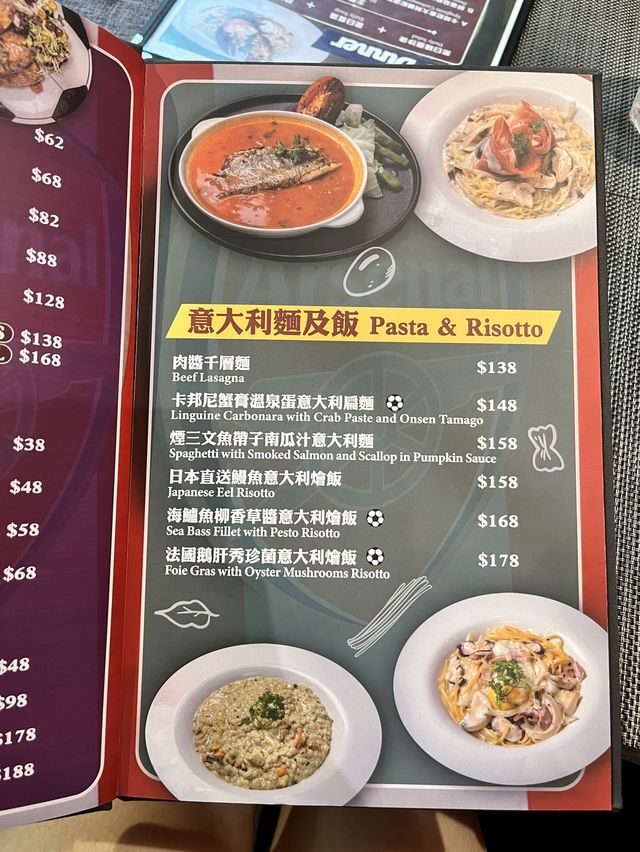 Dinner
$62
$68
$82
$88
$128
$138
$168
$38
$48
$58
$68
$48
$98
$178
$188
Arsenal
意大利麵及飯 Pasta & Risotto
肉醬千層麵 $138
Beef Lasagna
卡邦尼蟹膏溫泉蛋意大利扁麵 $148
Linguine Carbonara with Crab Paste and Onsen Tamago
煙三文魚帶子南瓜汁意大利麵 $158
Spaghetti with Smoked Salmon and Scallop in Pumpkin Sauce
日本直送鰻魚意大利燴飯 $158
Japanese Eel Risotto
海鱸魚柳香草醬意大利燴飯 $168
Sea Bass Fillet with Pesto Risotto
法國鵝肝秀珍菌意大利燴飯 $178
Foie Gras with Oyster Mushrooms Risotto